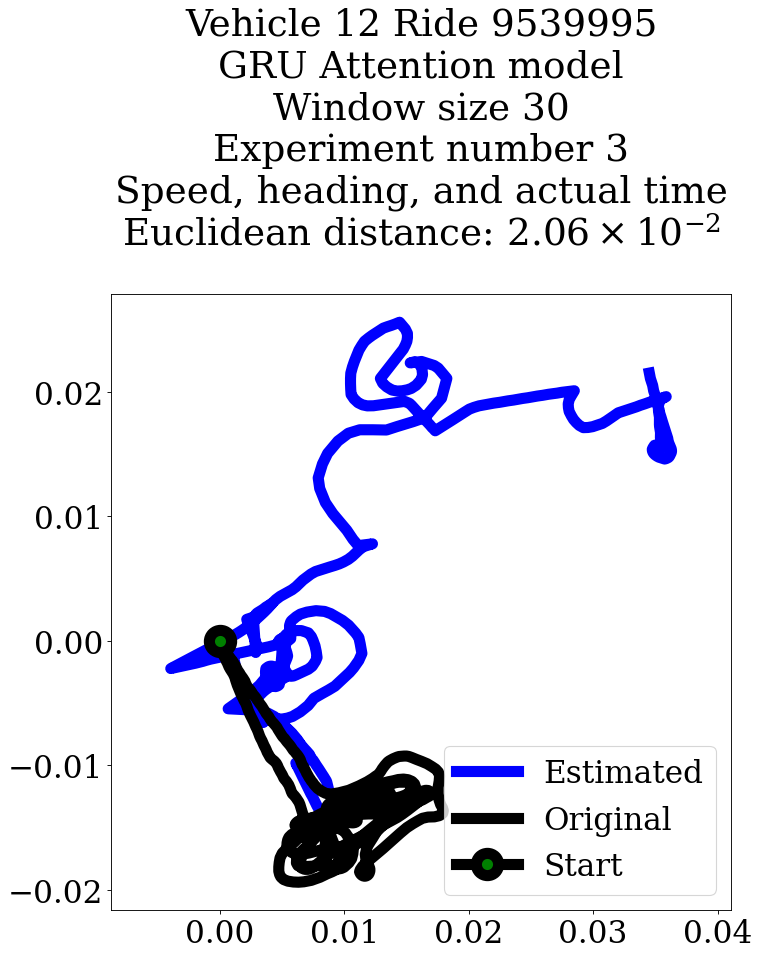 Vehicle 12 Ride 9539995
GRU Attention model
Window size 30
Experiment number 3
Speed, heading, and actual time
Euclidean distance: 2.06 × 10⁻²
0.02
0.01
0.00
−0.01
−0.02
Estimated
Original
Start
0.00 0.01 0.02 0.03 0.04